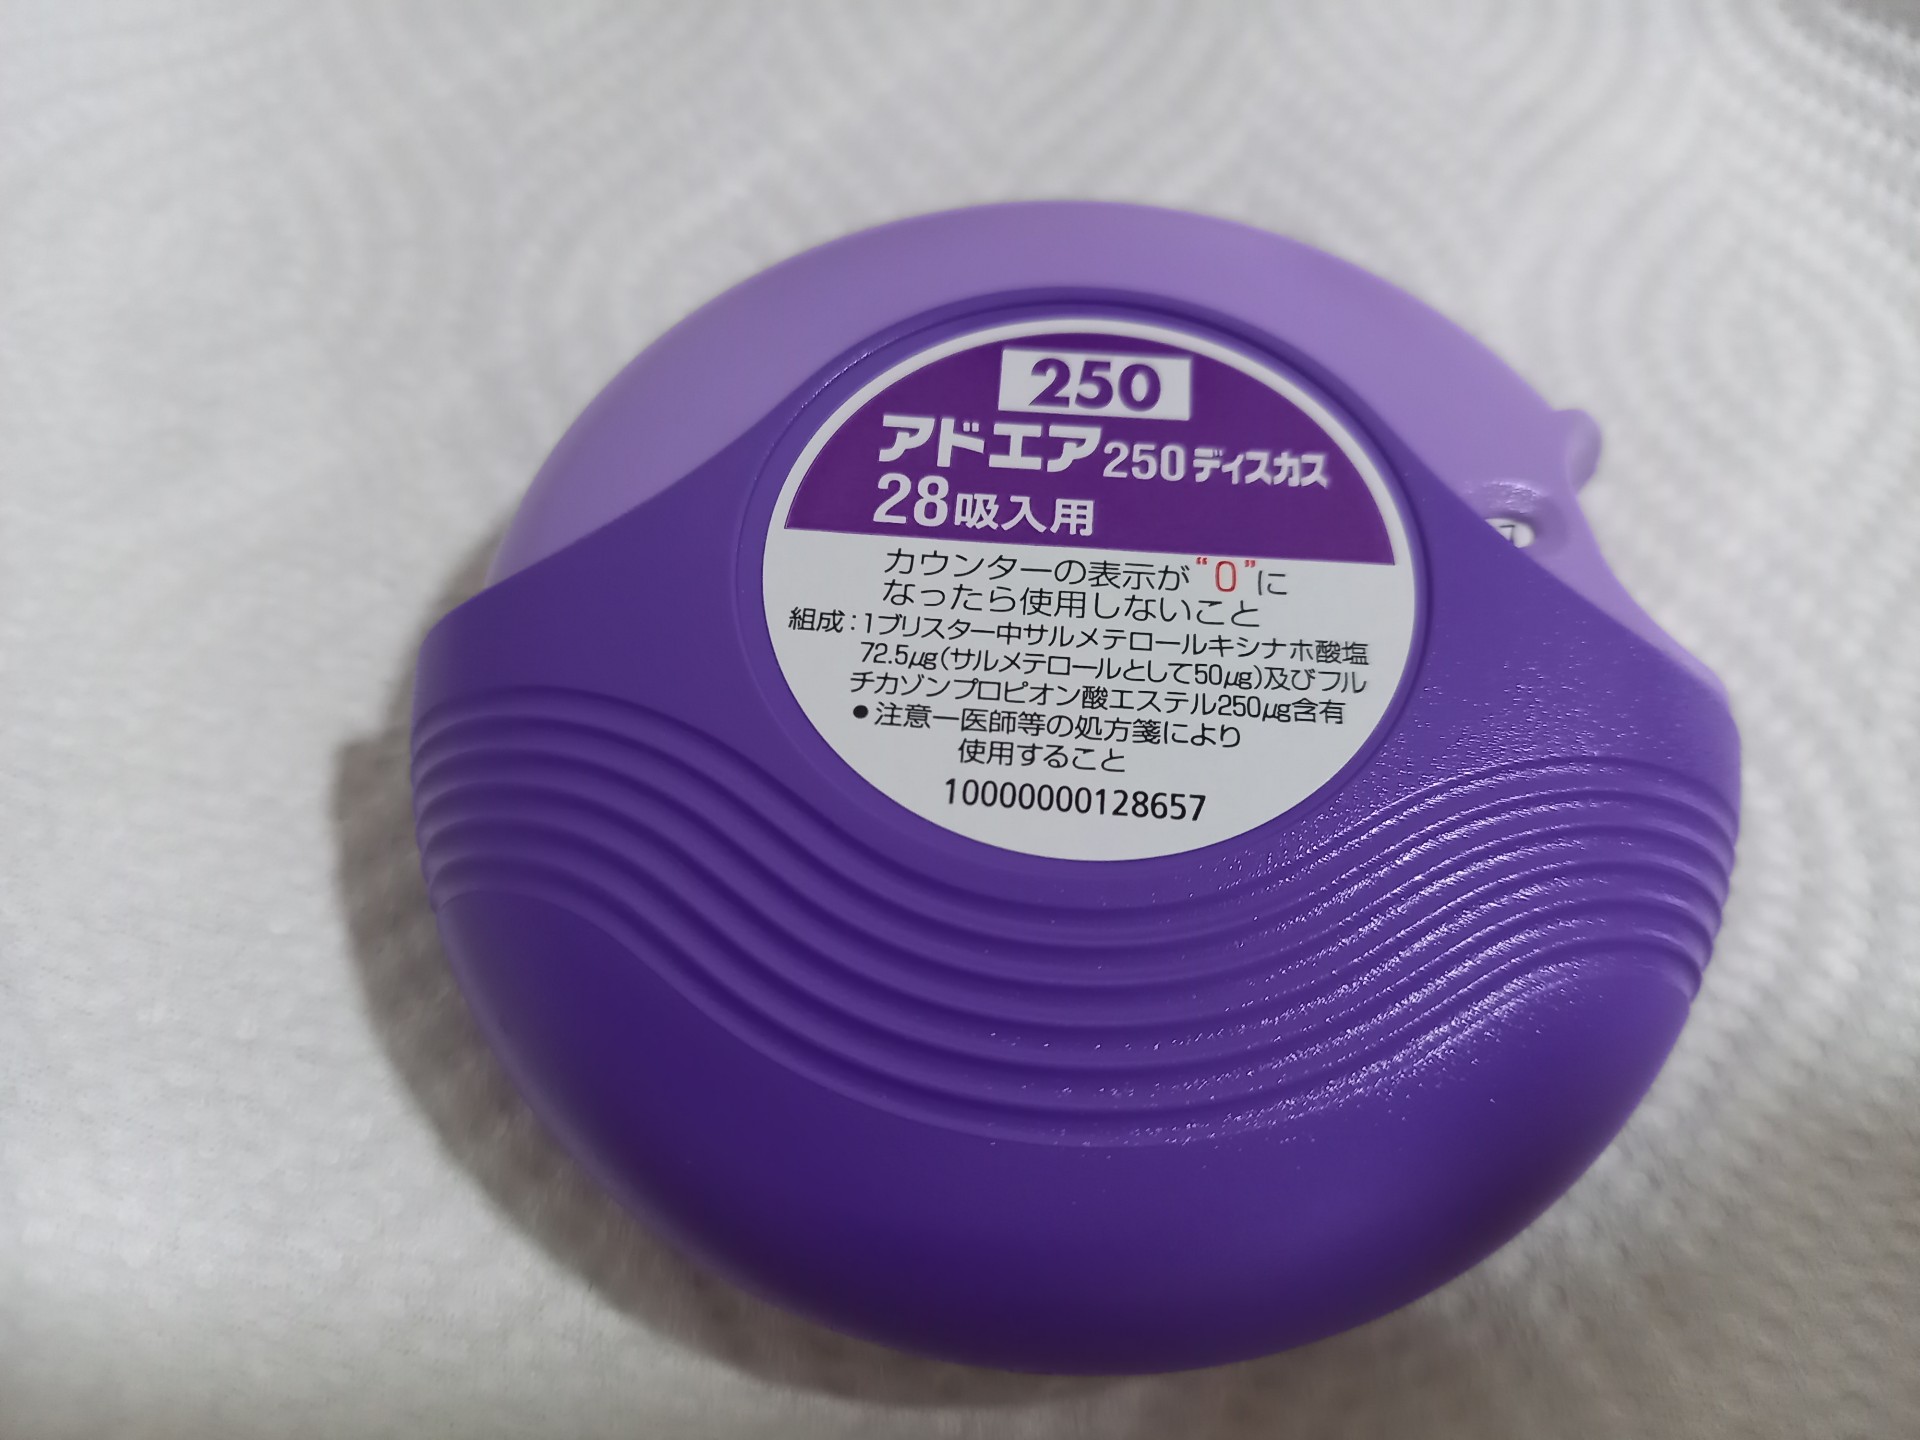 250
アドエア250ディスカス
28吸入用
カウンターの表示が“0”に
なったら使用しないこと
組成：1ブリスター中サルメテロールキシナホ酸塩
72.5μg(サルメテロールとして50μg)及びフル
チカゾンプロピオン酸エステル250μg含有
●注意ー医師等の処方箋により
使用すること
10000000128657